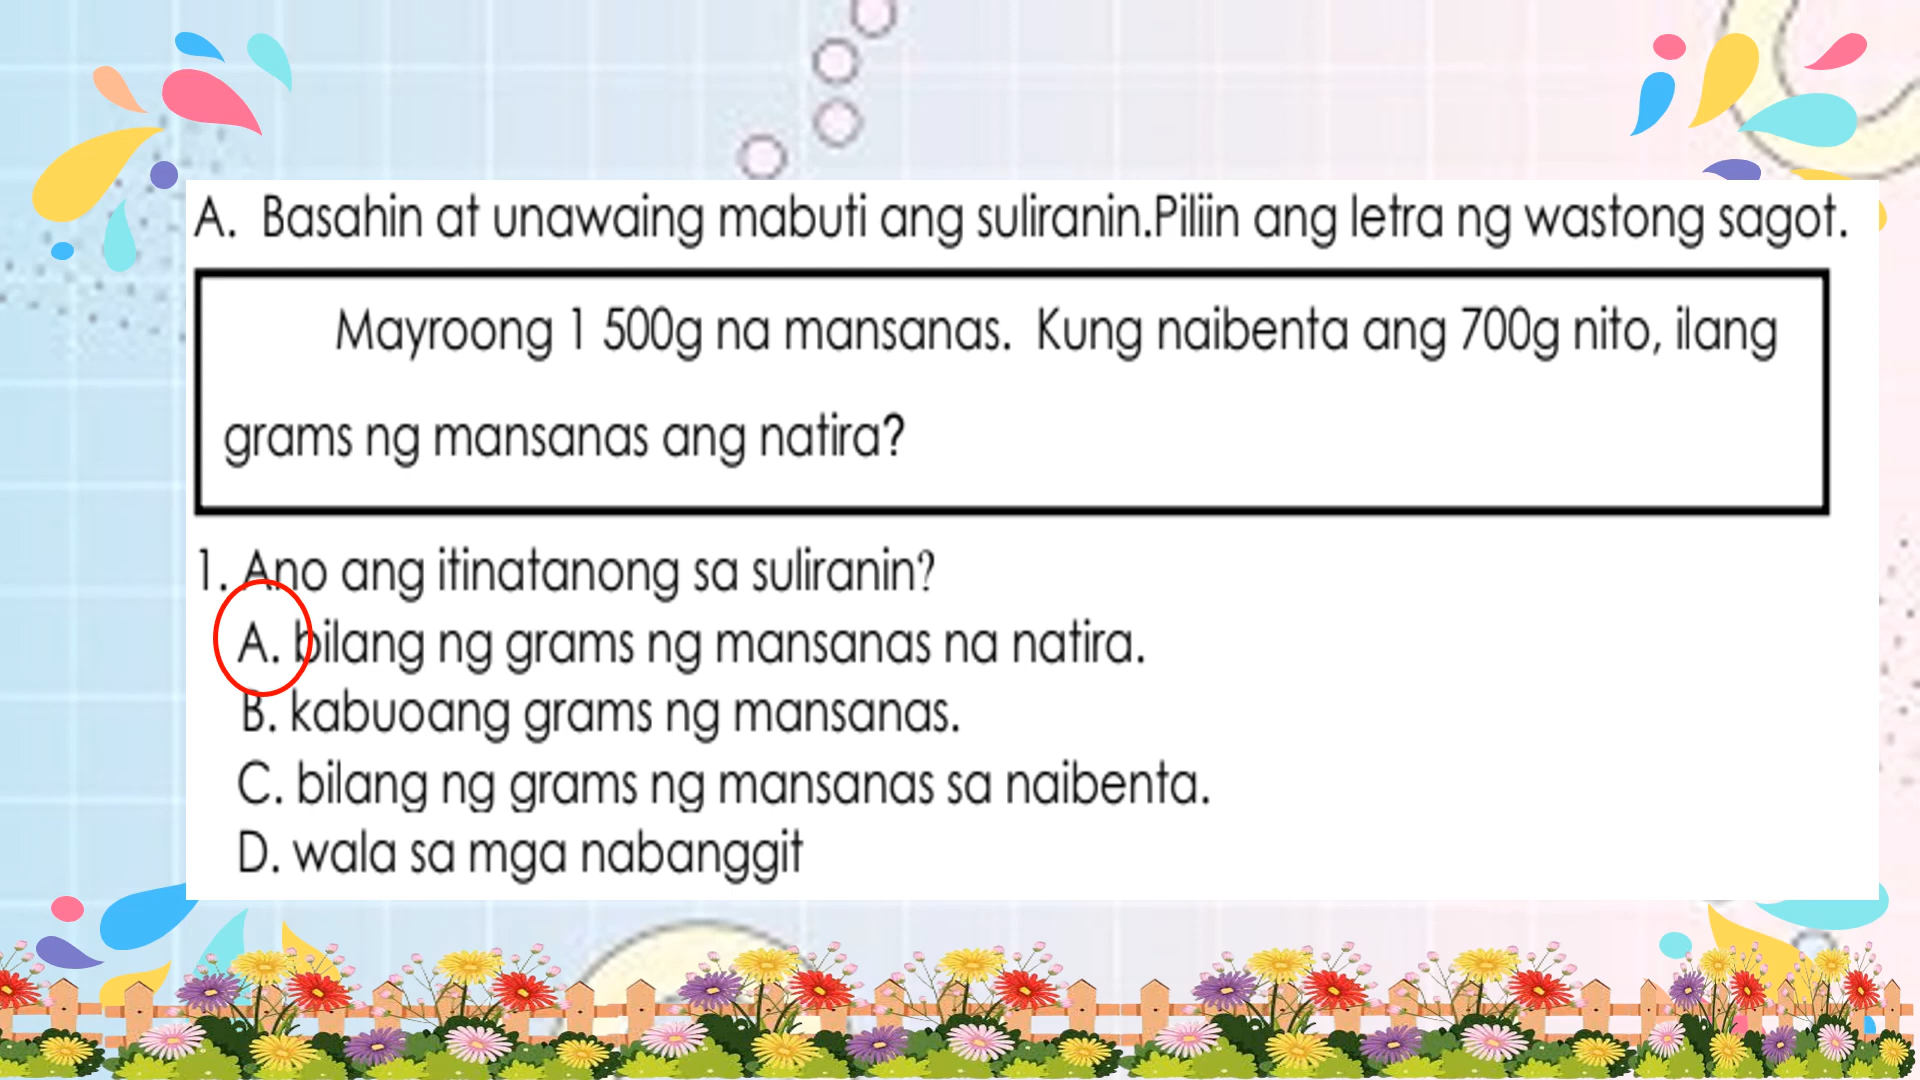 A. Basahin at unawaing mabuti ang suliranin.Piliin ang letra ng wastong sagot.
Mayroong 1 500g na mansanas. Kung naibenta ang 700g nito, ilang
grams ng mansanas ang natira?
1. Ano ang itinatanong sa suliranin?
A. bilang ng grams ng mansanas na natira.
B. kabuoang grams ng mansanas.
C. bilang ng grams ng mansanas sa naibenta.
D. wala sa mga nabanggit